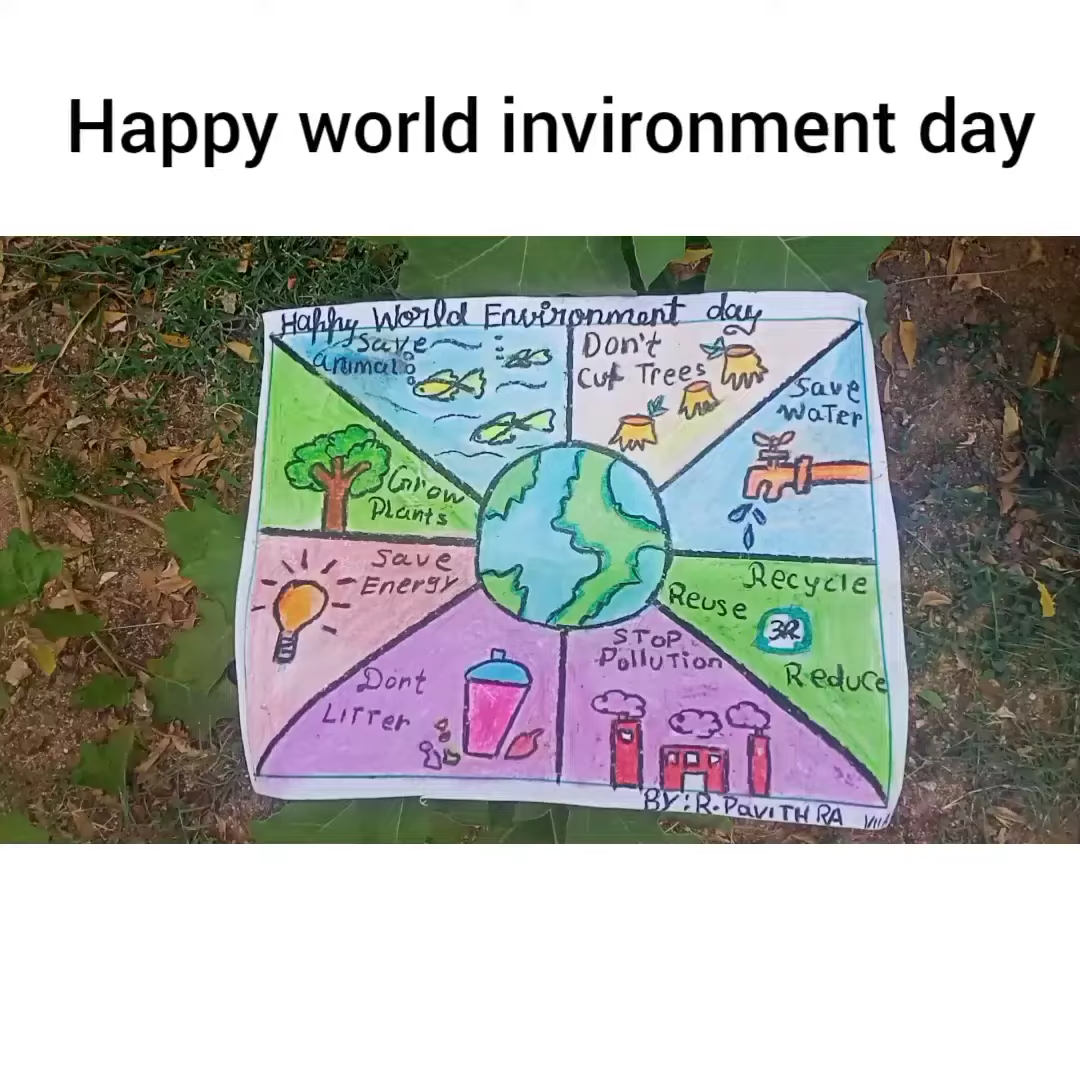 Happy world invironment day
Happy World Environment day
Save
animals
Don't
Cut Trees
Save
Water
Grow
Plants
Save
Energy
Recycle
Reuse
3R
Reduce
STOP
Pollution
Dont
Litter
By: R. Pavithra